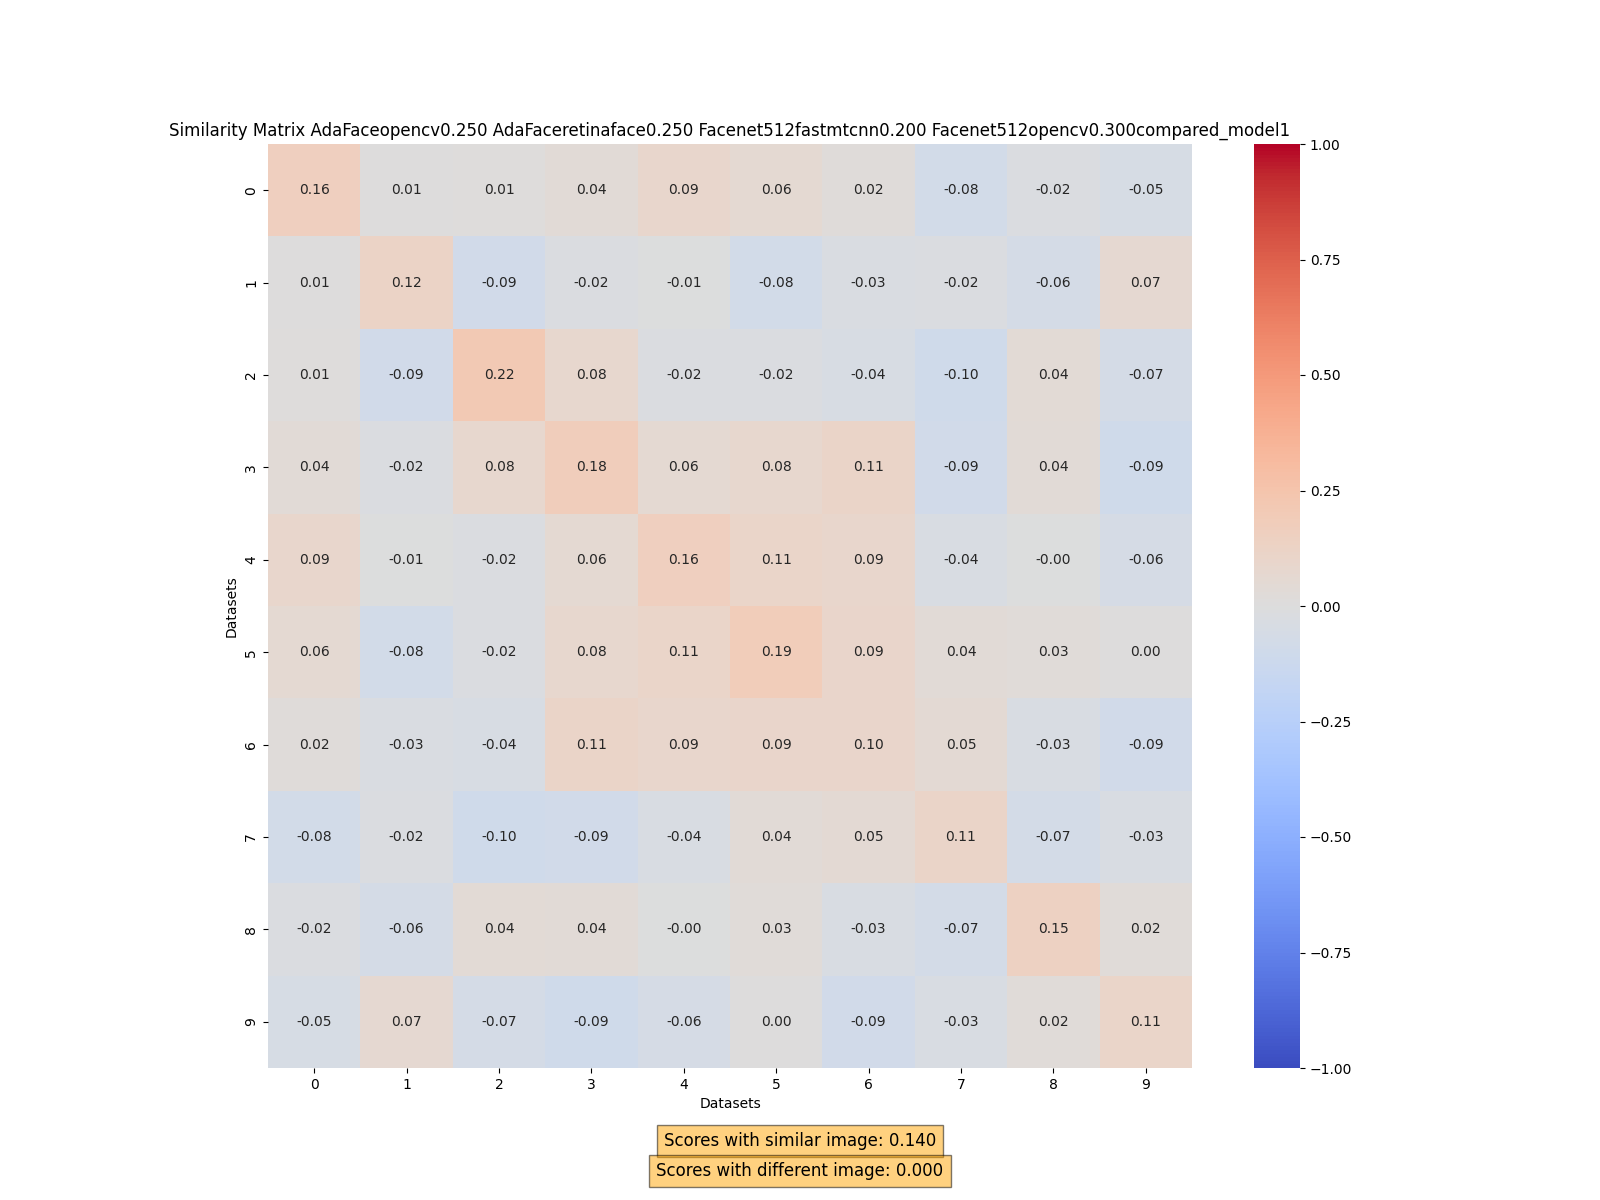 Similarity Matrix AdaFaceopencv0.250 AdaFaceretinaface0.250 Facenet512fastmtcnn0.200 Facenet512opencv0.300compared_model1
0 0.16 0.01 0.01 0.04 0.09 0.06 0.02 -0.08 -0.02 -0.05
1 0.01 0.12 -0.09 -0.02 -0.01 -0.08 -0.03 -0.02 -0.06 0.07
2 0.01 -0.09 0.22 0.08 -0.02 -0.02 -0.04 -0.10 0.04 -0.07
3 0.04 -0.02 0.08 0.18 0.06 0.08 0.11 -0.09 0.04 -0.09
4 0.09 -0.01 -0.02 0.06 0.16 0.11 0.09 -0.04 -0.00 -0.06
5 0.06 -0.08 -0.02 0.08 0.11 0.19 0.09 0.04 0.03 0.00
6 0.02 -0.03 -0.04 0.11 0.09 0.09 0.10 0.05 -0.03 -0.09
7 -0.08 -0.02 -0.10 -0.09 -0.04 0.04 0.05 0.11 -0.07 -0.03
8 -0.02 -0.06 0.04 0.04 -0.00 0.03 -0.03 -0.07 0.15 0.02
9 -0.05 0.07 -0.07 -0.09 -0.06 0.00 -0.09 -0.03 0.02 0.11
Datasets
0 1 2 3 4 5 6 7 8 9
Datasets
1.00
0.75
0.50
0.25
0.00
−0.25
−0.50
−0.75
−1.00
Scores with similar image: 0.140
Scores with different image: 0.000